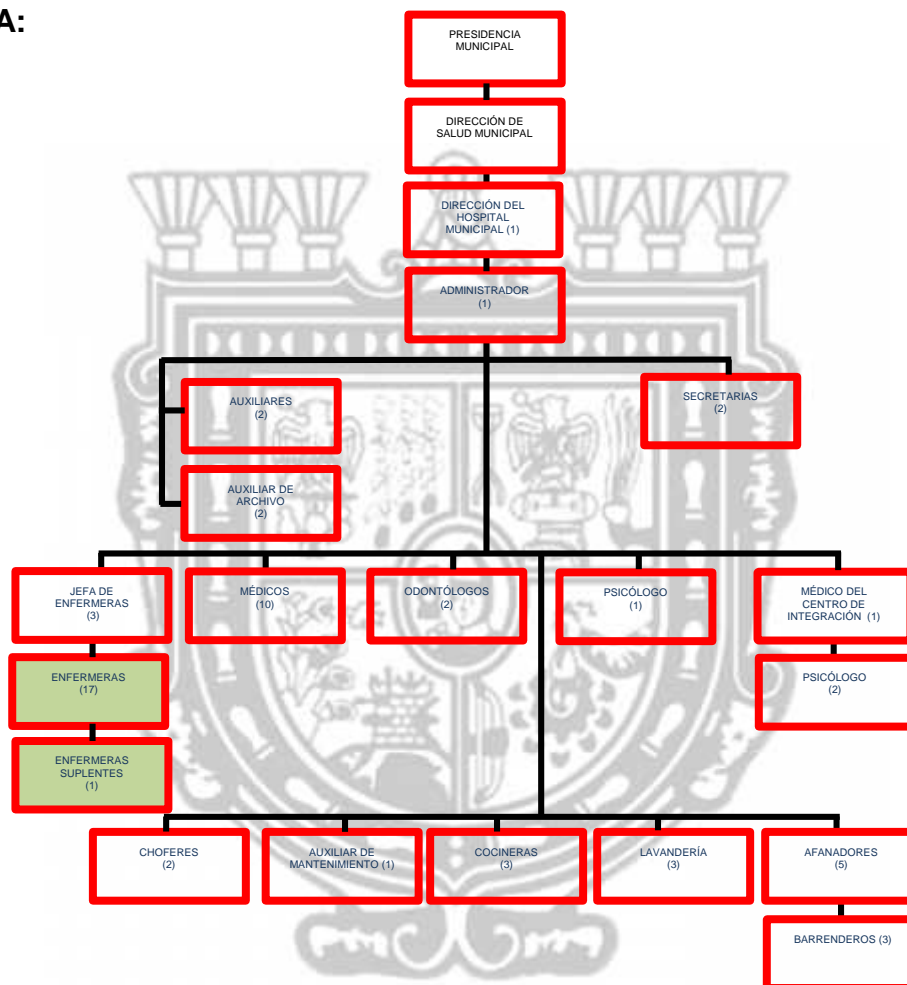 A:
PRESIDENCIA
MUNICIPAL
DIRECCIÓN DE
SALUD MUNICIPAL
DIRECCIÓN DEL
HOSPITAL
MUNICIPAL (1)
ADMINISTRADOR
(1)
AUXILIARES
(2)
SECRETARIAS
(2)
AUXILIAR DE
ARCHIVO
(2)
JEFA DE
ENFERMERAS
(3)
MÉDICOS
(10)
ODONTÓLOGOS
(2)
PSICÓLOGO
(1)
MÉDICO DEL
CENTRO DE
INTEGRACIÓN (1)
ENFERMERAS
(17)
PSICÓLOGO
(2)
ENFERMERAS
SUPLENTES
(1)
CHOFERES
(2)
AUXILIAR DE
MANTENIMIENTO (1)
COCINERAS
(3)
LAVANDERÍA
(3)
AFANADORES
(5)
BARRENDEROS (3)